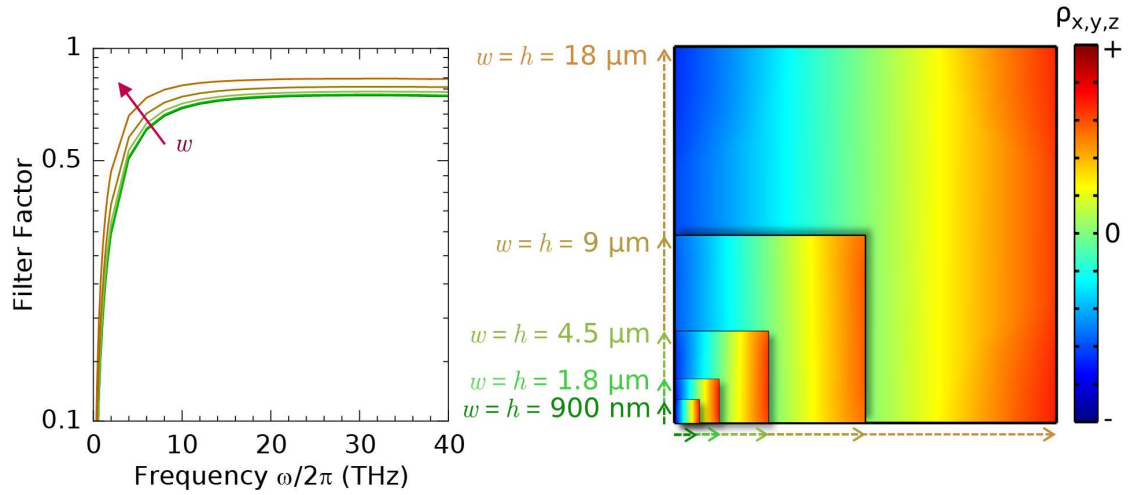 1
0.5
0.1
Filter Factor
w
0 10 20 30 40
Frequency ω/2π (THz)
w = h = 18 μm
w = h = 9 μm
w = h = 4.5 μm
w = h = 1.8 μm
w = h = 900 nm
ρx,y,z
+
0
-